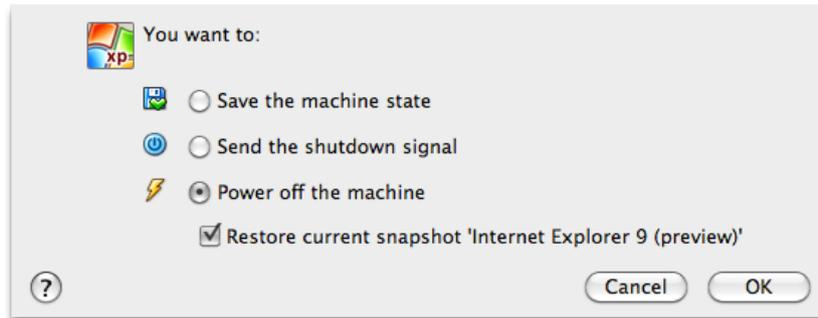 xp
You want to:
Save the machine state
Send the shutdown signal
Power off the machine
Restore current snapshot 'Internet Explorer 9 (preview)'
?
Cancel
OK